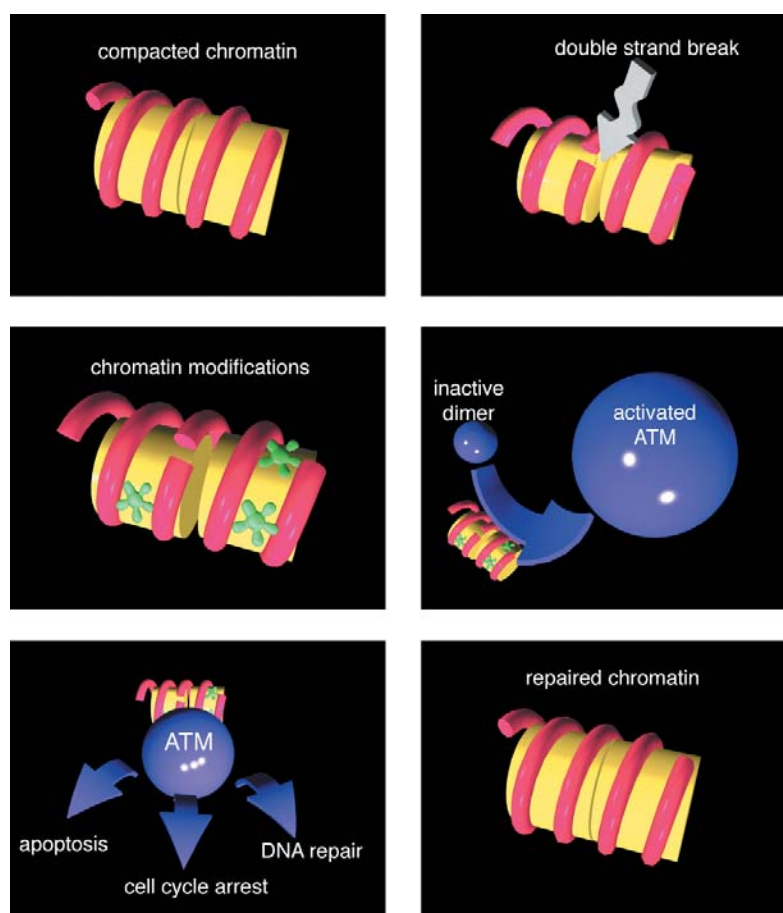 compacted chromatin
double strand break
chromatin modifications
inactive
dimer
activated
ATM
ATM
apoptosis
DNA repair
cell cycle arrest
repaired chromatin